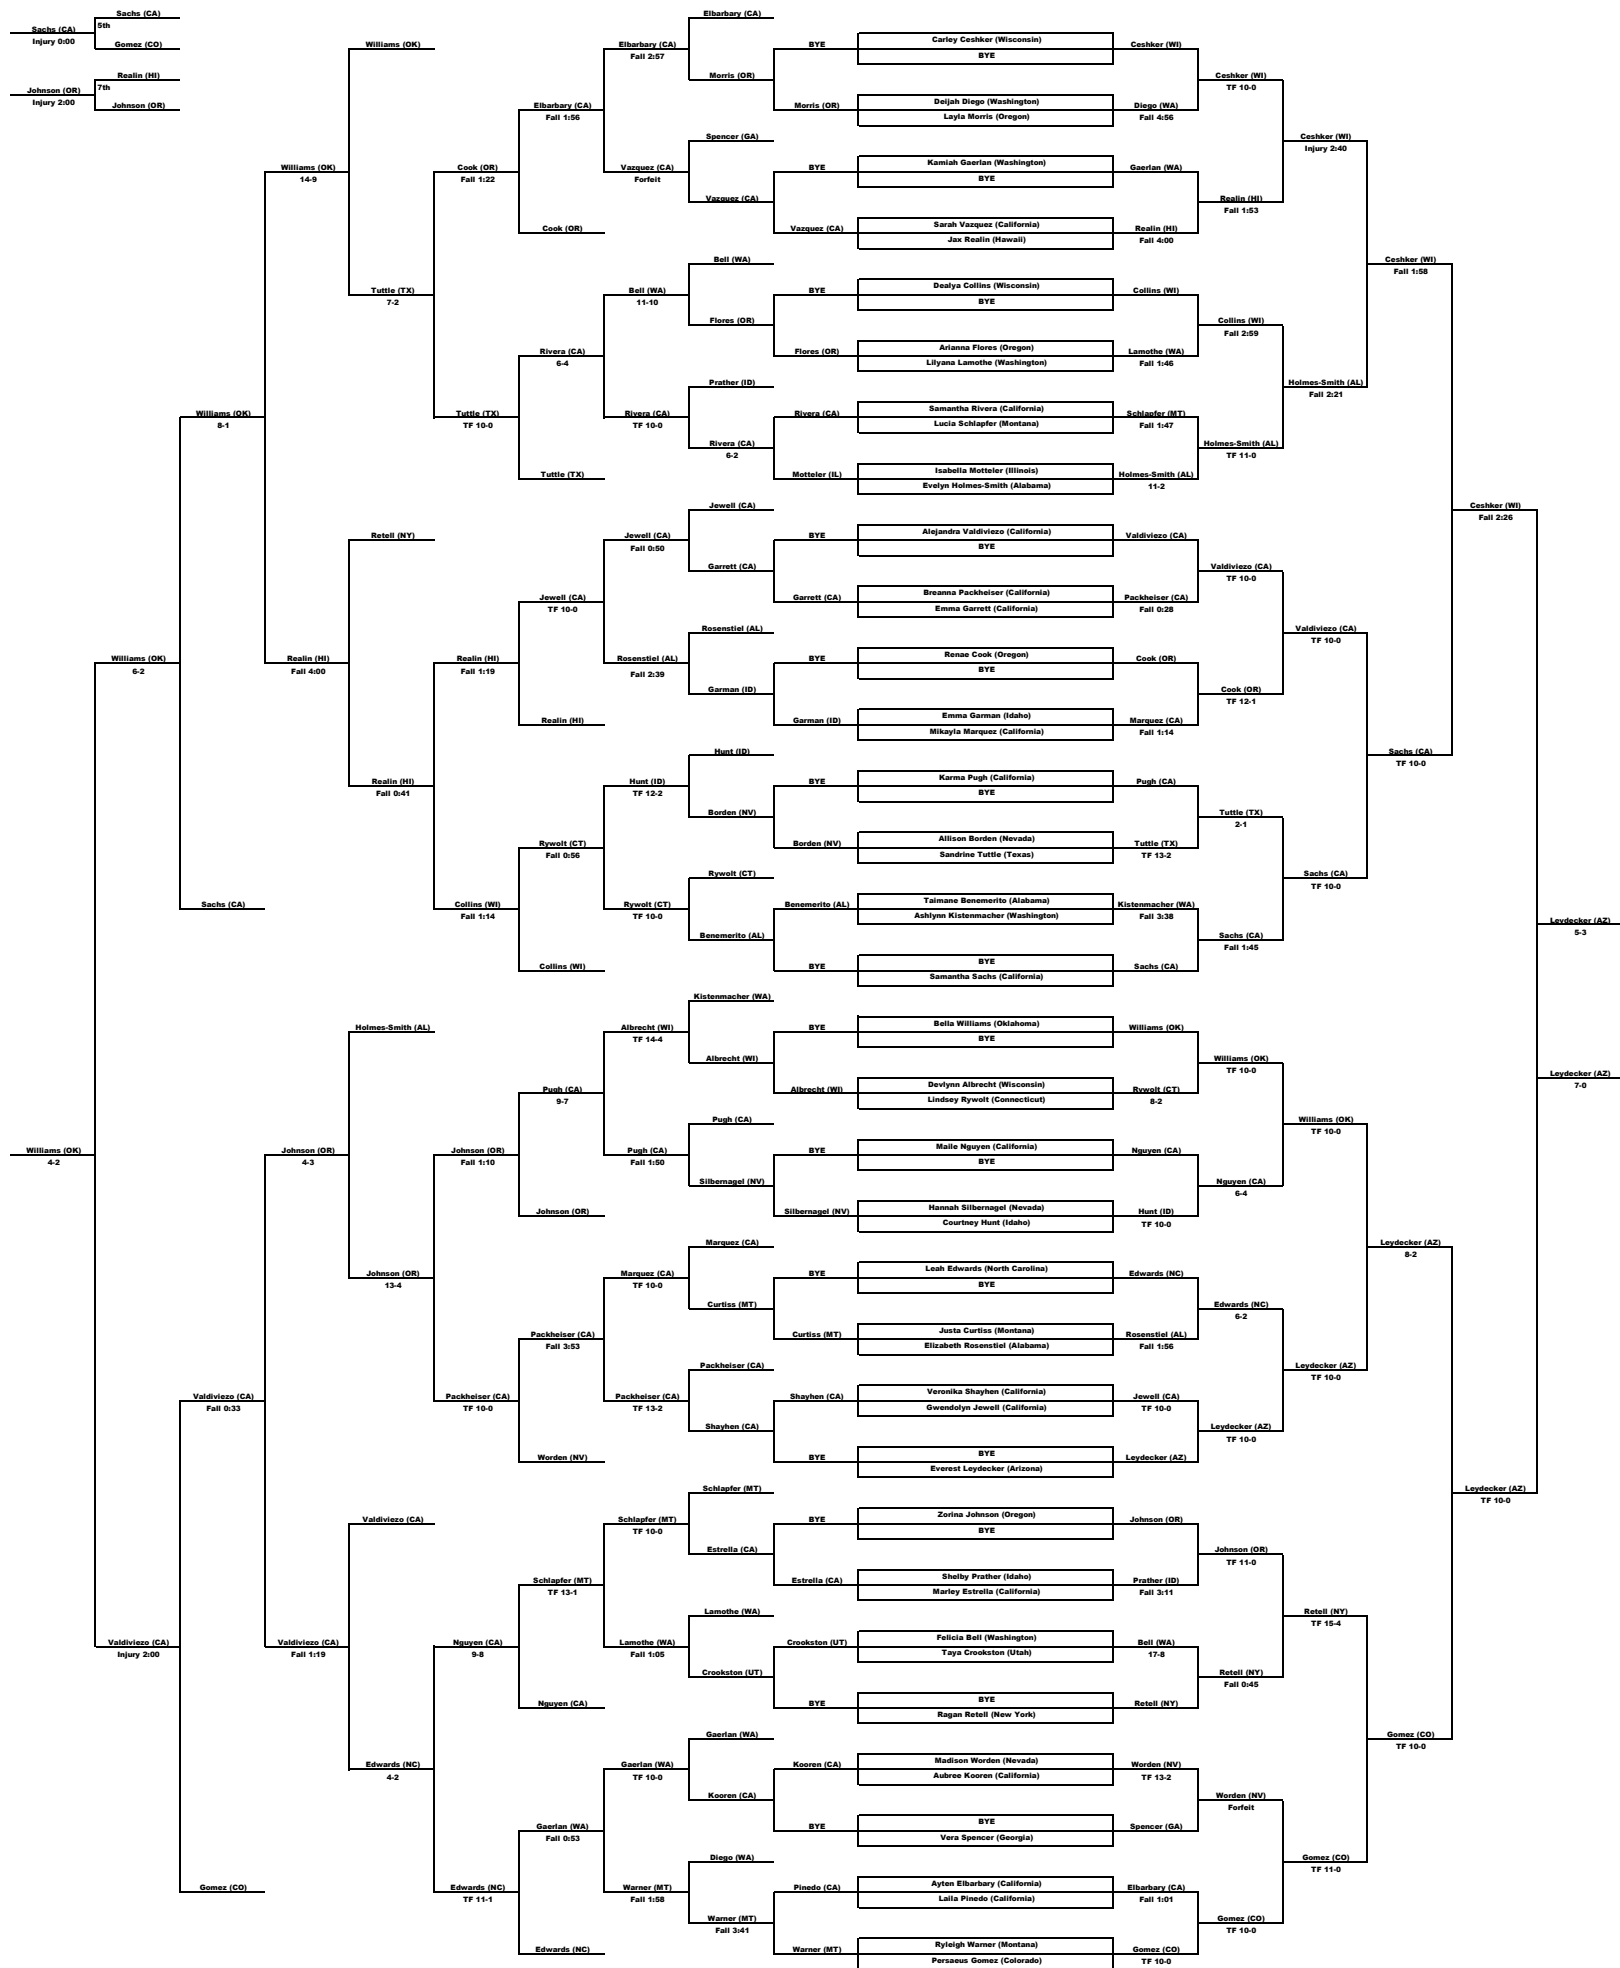 Sachs (CA)
5th
Sachs (CA)
Injury 0:00
Gomez (CO)
Realin (HI)
7th
Johnson (OR)
Injury 2:00
Johnson (OR)
Williams (OK)
4-2
Williams (OK)
6-2
Valdiviezo (CA)
Injury 2:00
Williams (OK)
8-1
Sachs (CA)
Valdiviezo (CA)
Fall 0:33
Gomez (CO)
Williams (OK)
14-9
Realin (HI)
Fall 4:00
Johnson (OR)
4-3
Valdiviezo (CA)
Fall 1:19
Williams (OK)
Tuttle (TX)
7-2
Retell (NY)
Realin (HI)
Fall 0:41
Holmes-Smith (AL)
Johnson (OR)
13-4
Valdiviezo (CA)
Edwards (NC)
4-2
Cook (OR)
Fall 1:22
Tuttle (TX)
TF 10-0
Realin (HI)
Fall 1:19
Collins (WI)
Fall 1:14
Johnson (OR)
Fall 1:10
Packheiser (CA)
TF 10-0
Nguyen (CA)
9-8
Edwards (NC)
TF 11-1
Elbarbary (CA)
Fall 1:56
Cook (OR)
Rivera (CA)
6-4
Tuttle (TX)
Jewell (CA)
TF 10-0
Realin (HI)
Rywolt (CT)
Fall 0:56
Collins (WI)
Pugh (CA)
9-7
Johnson (OR)
Packheiser (CA)
Fall 3:53
Worden (NV)
Schlapfer (MT)
TF 13-1
Nguyen (CA)
Gaerlan (WA)
Fall 0:53
Edwards (NC)
Elbarbary (CA)
Fall 2:57
Vazquez (CA)
Forfeit
Bell (WA)
11-10
Rivera (CA)
TF 10-0
Jewell (CA)
Fall 0:50
Rosenstiel (AL)
Fall 2:39
Hunt (ID)
TF 12-2
Rywolt (CT)
TF 10-0
Albrecht (WI)
TF 14-4
Pugh (CA)
Fall 1:50
Marquez (CA)
TF 10-0
Packheiser (CA)
TF 13-2
Schlapfer (MT)
TF 10-0
Lamothe (WA)
Fall 1:05
Gaerlan (WA)
TF 10-0
Warner (MT)
Fall 1:58
Elbarbary (CA)
Morris (OR)
Spencer (GA)
Vazquez (CA)
Bell (WA)
Flores (OR)
Prather (ID)
Rivera (CA)
6-2
Jewell (CA)
Garrett (CA)
Rosenstiel (AL)
Garman (ID)
Hunt (ID)
Borden (NV)
Rywolt (CT)
Benemerito (AL)
Kistenmacher (WA)
Albrecht (WI)
Pugh (CA)
Silbernagel (NV)
Marquez (CA)
Curtiss (MT)
Packheiser (CA)
Shayhen (CA)
Schlapfer (MT)
Estrella (CA)
Lamothe (WA)
Crookston (UT)
Gaerlan (WA)
Kooren (CA)
Diego (WA)
Warner (MT)
Fall 3:41
BYE
Morris (OR)
BYE
Vazquez (CA)
BYE
Flores (OR)
Rivera (CA)
Motteler (IL)
BYE
Garrett (CA)
BYE
Garman (ID)
BYE
Borden (NV)
Benemerito (AL)
BYE
BYE
Albrecht (WI)
BYE
Silbernagel (NV)
BYE
Curtiss (MT)
Shayhen (CA)
BYE
BYE
Estrella (CA)
Crookston (UT)
BYE
Kooren (CA)
BYE
Pinedo (CA)
Warner (MT)
Carley Ceshker (Wisconsin)
BYE
Deijah Diego (Washington)
Layla Morris (Oregon)
Kamiah Gaerlan (Washington)
BYE
Sarah Vazquez (California)
Jax Realin (Hawaii)
Dealya Collins (Wisconsin)
BYE
Arianna Flores (Oregon)
Lilyana Lamothe (Washington)
Samantha Rivera (California)
Lucia Schlapfer (Montana)
Isabella Motteler (Illinois)
Evelyn Holmes-Smith (Alabama)
Alejandra Valdiviezo (California)
BYE
Breanna Packheiser (California)
Emma Garrett (California)
Renae Cook (Oregon)
BYE
Emma Garman (Idaho)
Mikayla Marquez (California)
Karma Pugh (California)
BYE
Allison Borden (Nevada)
Sandrine Tuttle (Texas)
Taimane Benemerito (Alabama)
Ashlynn Kistenmacher (Washington)
BYE
Samantha Sachs (California)
Bella Williams (Oklahoma)
BYE
Devlynn Albrecht (Wisconsin)
Lindsey Rywolt (Connecticut)
Maile Nguyen (California)
BYE
Hannah Silbernagel (Nevada)
Courtney Hunt (Idaho)
Leah Edwards (North Carolina)
BYE
Justa Curtiss (Montana)
Elizabeth Rosenstiel (Alabama)
Veronika Shayhen (California)
Gwendolyn Jewell (California)
BYE
Everest Leydecker (Arizona)
Zorina Johnson (Oregon)
BYE
Shelby Prather (Idaho)
Marley Estrella (California)
Felicia Bell (Washington)
Taya Crookston (Utah)
BYE
Ragan Retell (New York)
Madison Worden (Nevada)
Aubree Kooren (California)
BYE
Vera Spencer (Georgia)
Ayten Elbarbary (California)
Laila Pinedo (California)
Ryleigh Warner (Montana)
Persaeus Gomez (Colorado)
Ceshker (WI)
Diego (WA)
Fall 4:56
Gaerlan (WA)
Realin (HI)
Fall 4:00
Collins (WI)
Lamothe (WA)
Fall 1:46
Schlapfer (MT)
Fall 1:47
Holmes-Smith (AL)
11-2
Valdiviezo (CA)
Packheiser (CA)
Fall 0:28
Cook (OR)
Marquez (CA)
Fall 1:14
Pugh (CA)
Tuttle (TX)
TF 13-2
Kistenmacher (WA)
Fall 3:38
Sachs (CA)
Williams (OK)
Rywolt (CT)
8-2
Nguyen (CA)
Hunt (ID)
TF 10-0
Edwards (NC)
Rosenstiel (AL)
Fall 1:56
Jewell (CA)
TF 10-0
Leydecker (AZ)
Johnson (OR)
Prather (ID)
Fall 3:11
Bell (WA)
17-8
Retell (NY)
Worden (NV)
TF 13-2
Spencer (GA)
Elbarbary (CA)
Fall 1:01
Gomez (CO)
TF 10-0
Ceshker (WI)
TF 10-0
Realin (HI)
Fall 1:53
Collins (WI)
Fall 2:59
Holmes-Smith (AL)
TF 11-0
Valdiviezo (CA)
TF 10-0
Cook (OR)
TF 12-1
Tuttle (TX)
2-1
Sachs (CA)
Fall 1:45
Williams (OK)
TF 10-0
Nguyen (CA)
6-4
Edwards (NC)
6-2
Leydecker (AZ)
TF 10-0
Johnson (OR)
TF 11-0
Retell (NY)
Fall 0:45
Worden (NV)
Forfeit
Gomez (CO)
TF 10-0
Ceshker (WI)
Injury 2:40
Holmes-Smith (AL)
Fall 2:21
Valdiviezo (CA)
TF 10-0
Sachs (CA)
TF 10-0
Williams (OK)
TF 10-0
Leydecker (AZ)
TF 10-0
Retell (NY)
TF 15-4
Gomez (CO)
TF 11-0
Ceshker (WI)
Fall 1:58
Sachs (CA)
TF 10-0
Leydecker (AZ)
8-2
Gomez (CO)
TF 10-0
Ceshker (WI)
Fall 2:26
Leydecker (AZ)
TF 10-0
Leydecker (AZ)
5-3
Leydecker (AZ)
7-0